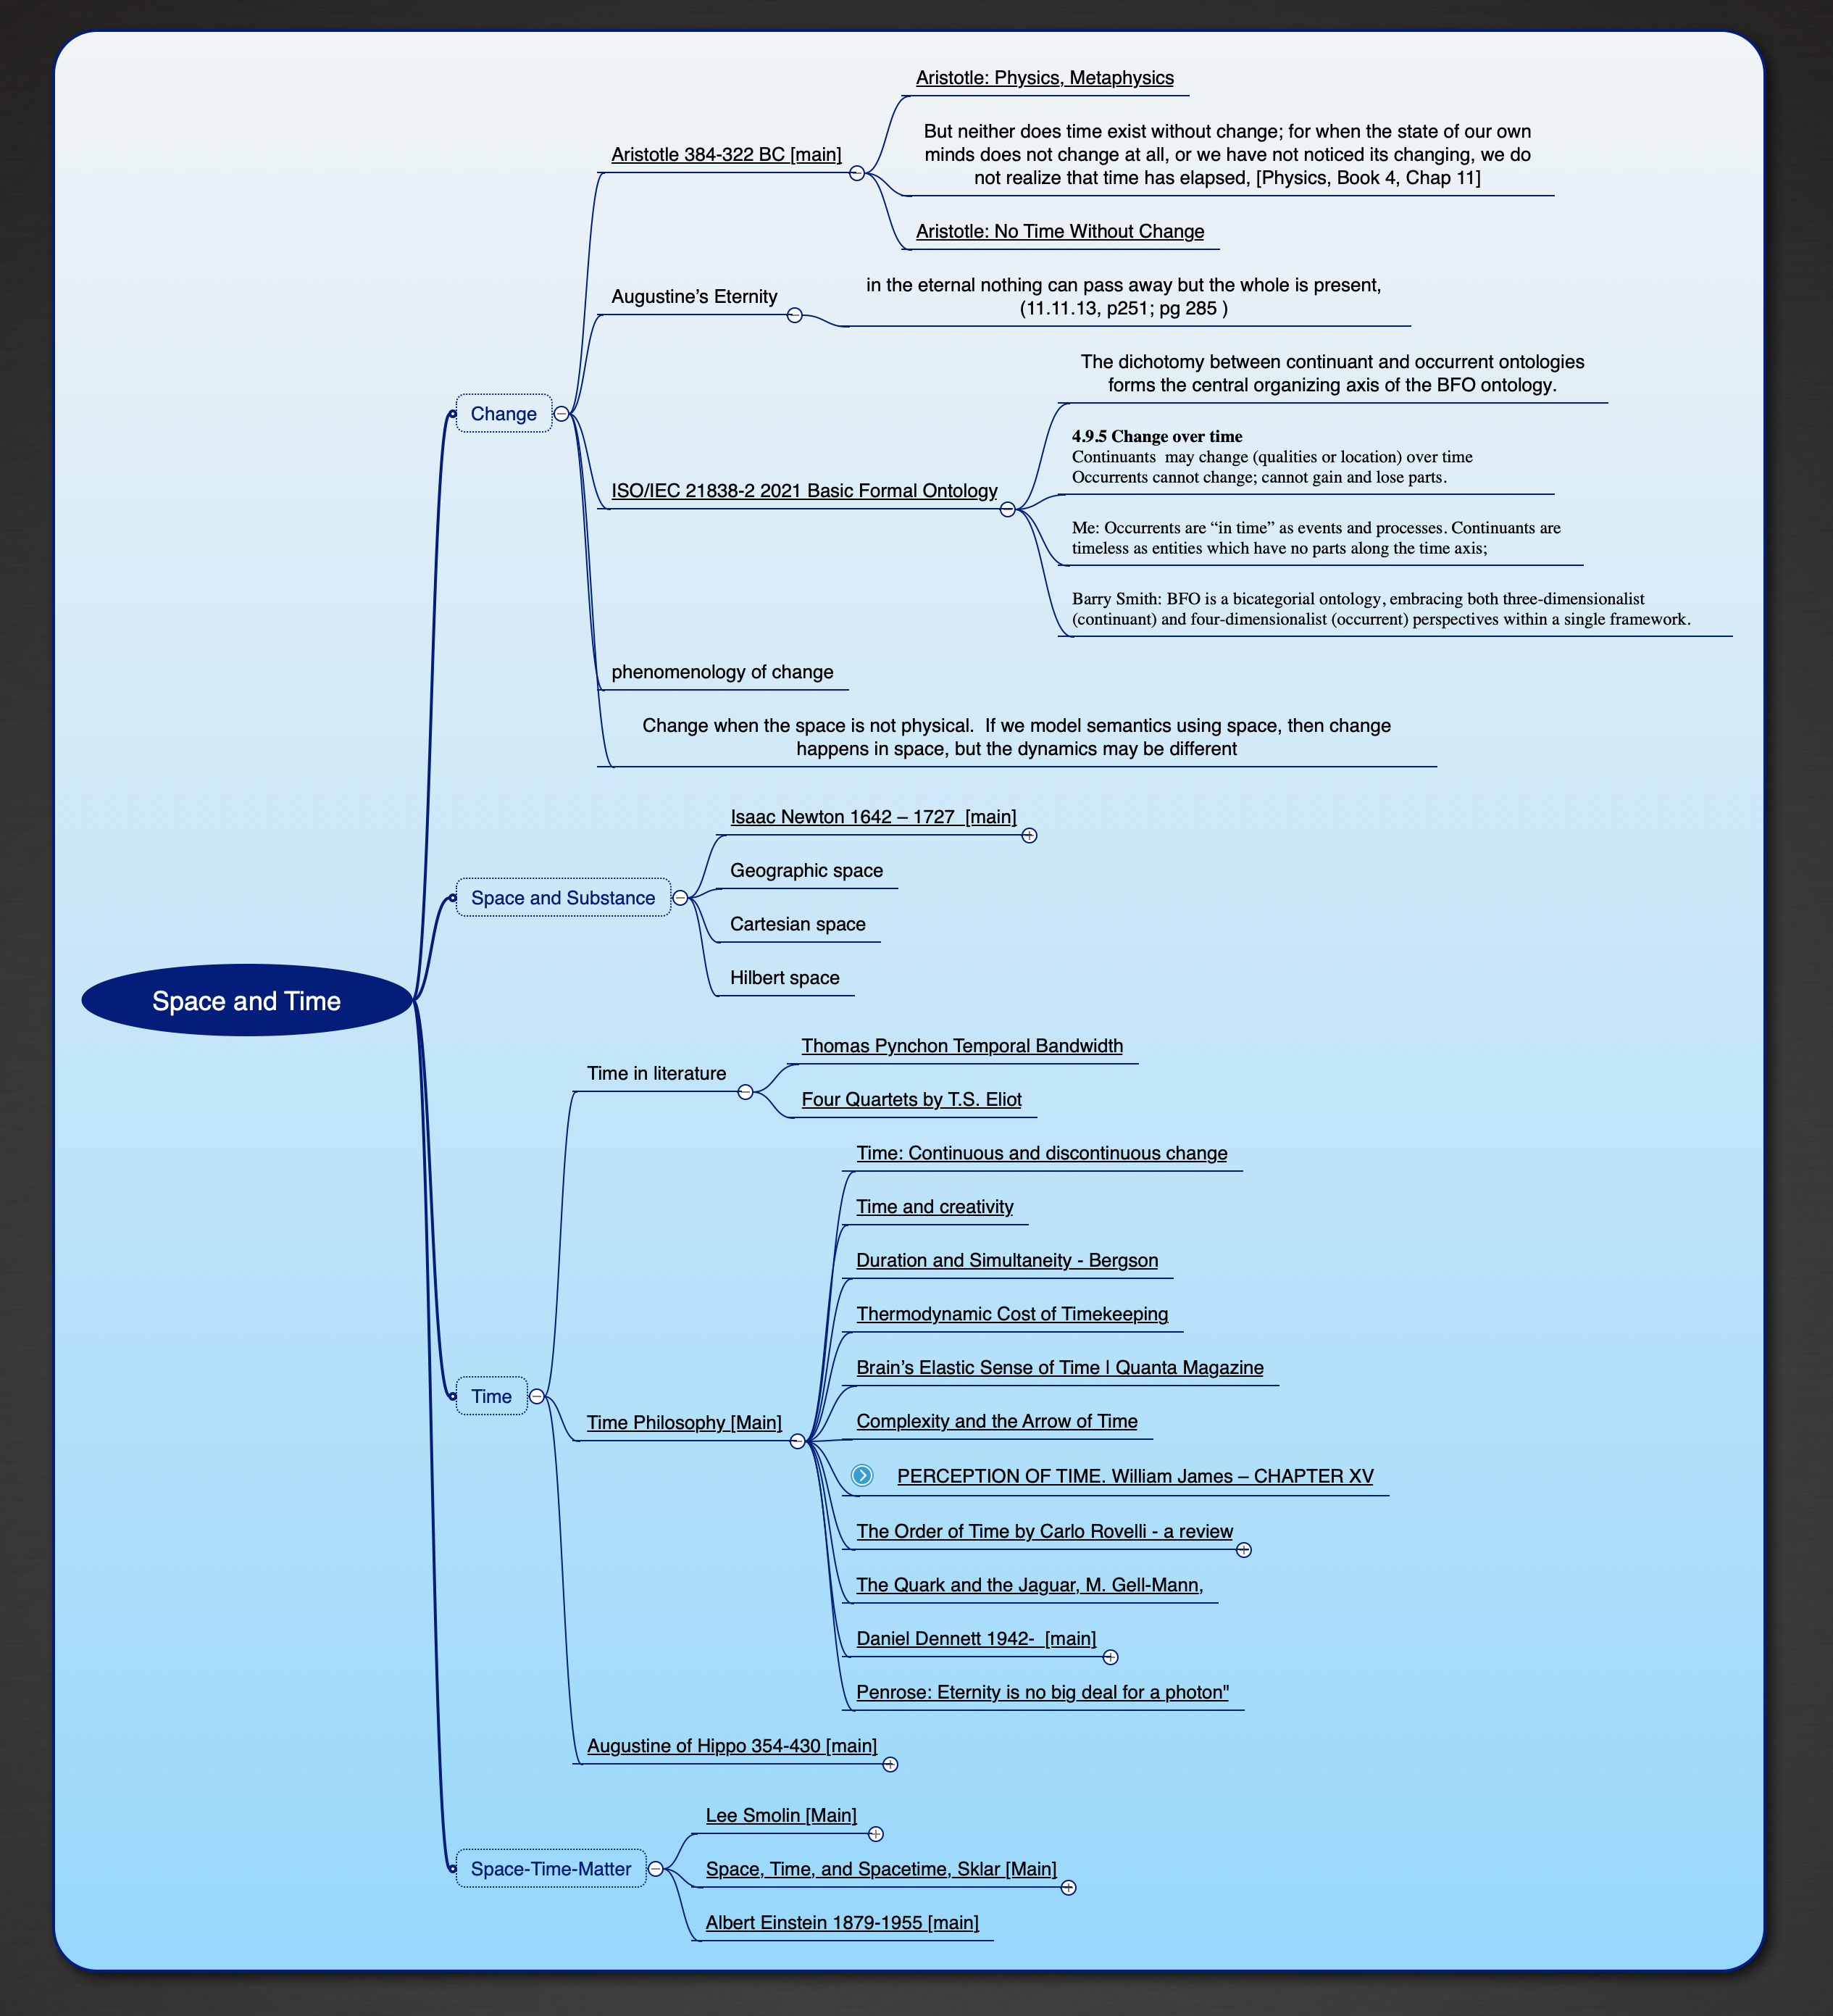 Aristotle: Physics, Metaphysics
Aristotle 384-322 BC [main]
But neither does time exist without change; for when the state of our own
minds does not change at all, or we have not noticed its changing, we do
not realize that time has elapsed, [Physics, Book 4, Chap 11]
Aristotle: No Time Without Change
Augustine’s Eternity
in the eternal nothing can pass away but the whole is present,
(11.11.13, p251; pg 285 )
Change
ISO/IEC 21838-2 2021 Basic Formal Ontology
The dichotomy between continuant and occurrent ontologies
forms the central organizing axis of the BFO ontology.
4.9.5 Change over time
Continuants  may change (qualities or location) over time
Occurrents cannot change; cannot gain and lose parts.
Me: Occurrents are “in time” as events and processes. Continuants are
timeless as entities which have no parts along the time axis;
Barry Smith: BFO is a bicategorial ontology, embracing both three-dimensionalist
(continuant) and four-dimensionalist (occurrent) perspectives within a single framework.
phenomenology of change
Change when the space is not physical.  If we model semantics using space, then change
happens in space, but the dynamics may be different
Space and Substance
Isaac Newton 1642 – 1727  [main]
Geographic space
Cartesian space
Hilbert space
Space and Time
Time in literature
Thomas Pynchon Temporal Bandwidth
Four Quartets by T.S. Eliot
Time
Time Philosophy [Main]
Time: Continuous and discontinuous change
Time and creativity
Duration and Simultaneity - Bergson
Thermodynamic Cost of Timekeeping
Brain’s Elastic Sense of Time | Quanta Magazine
Complexity and the Arrow of Time
PERCEPTION OF TIME. William James – CHAPTER XV
The Order of Time by Carlo Rovelli - a review
The Quark and the Jaguar, M. Gell-Mann,
Daniel Dennett 1942-  [main]
Penrose: Eternity is no big deal for a photon"
Augustine of Hippo 354-430 [main]
Space-Time-Matter
Lee Smolin [Main]
Space, Time, and Spacetime, Sklar [Main]
Albert Einstein 1879-1955 [main]